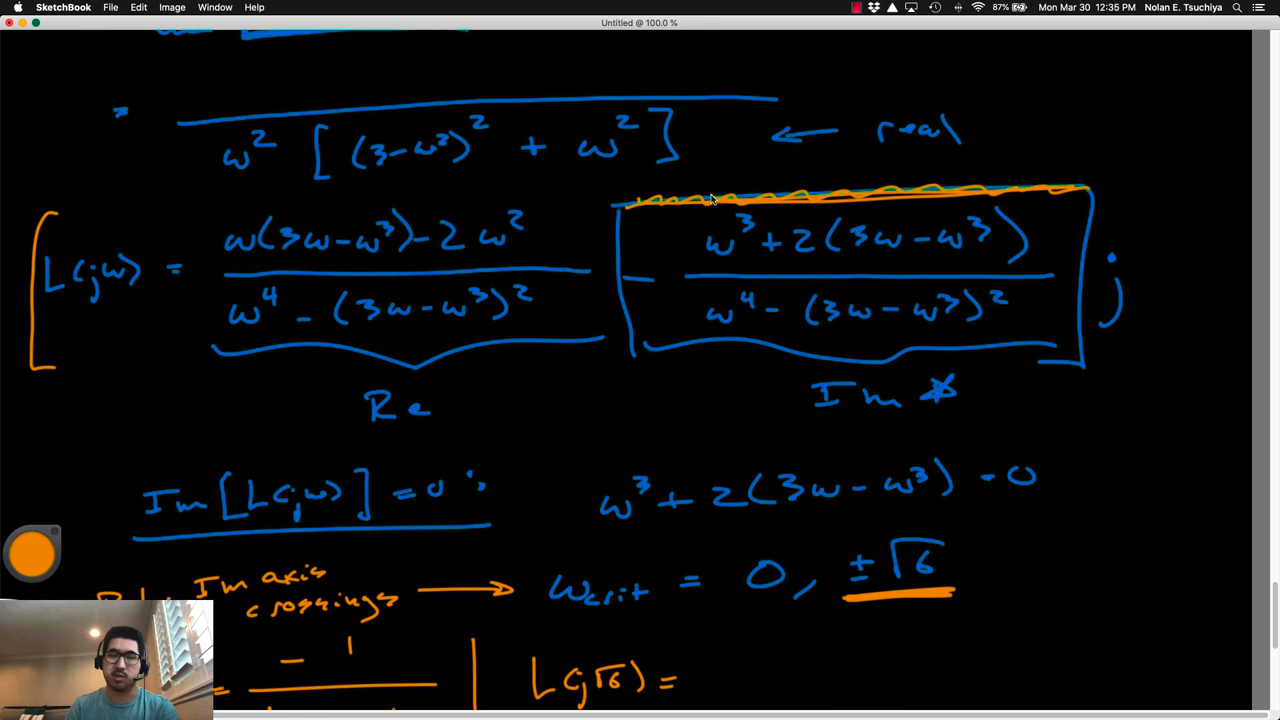 SketchBook File Edit Image Window Help 87% Mon Mar 30 12:35 PM Nolan E. Tsuchiya
Untitled @ 100.0 %
ω² [(3-ω²)² + ω²] ← real
L(jω) = ω(3ω-ω³)-2ω² / ω⁴ - (3ω-ω³)² [ - ω³+2(3ω-ω³) / ω⁴ - (3ω-ω³)² ] j
Re Im *
Im[L(jω)] = 0 : ω³ + 2(3ω-ω³) = 0
Im axis crossings → ωcrit = 0, ±√6
= - 1 | L(j√6) =